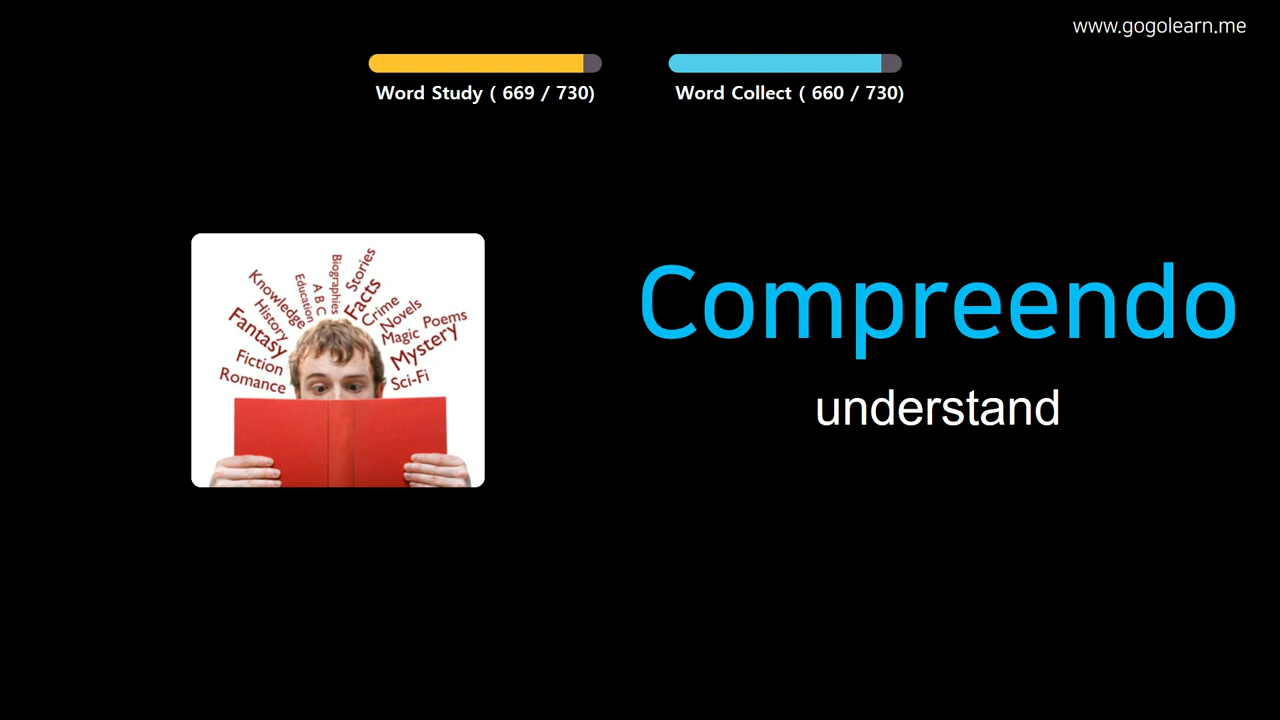 www.gogolearn.me
Word Study ( 669 / 730)
Word Collect ( 660 / 730)
Compreendo
understand
Knowledge
History
Fantasy
Fiction
Romance
Education
A B C
Biographies
Stories
Facts
Crime
Novels
Magic
Poems
Mystery
Sci-Fi